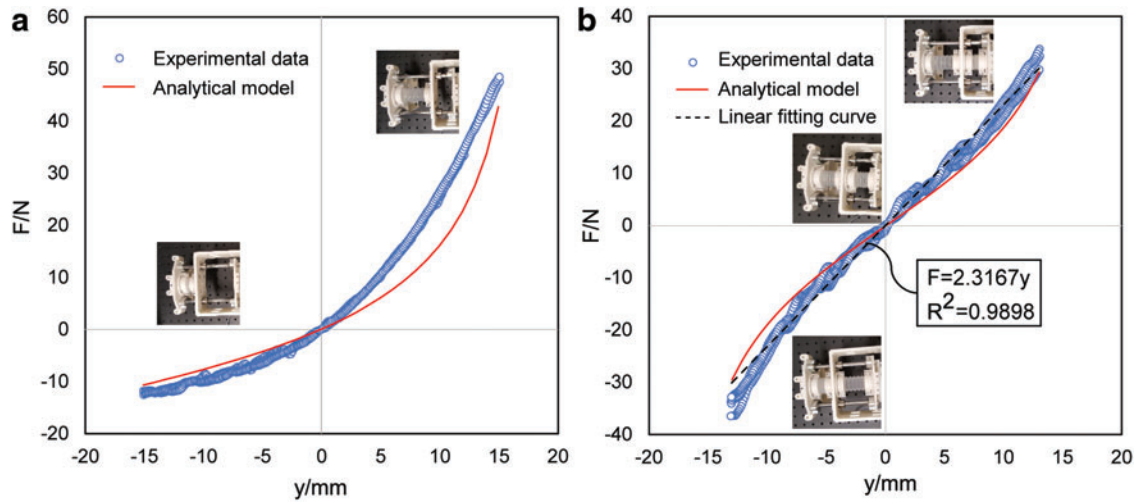 a
60
50
40
30
20
10
0
-10
-20
F/N
Experimental data
Analytical model
-20 -15 -10 -5 0 5 10 15 20
y/mm
b
40
30
20
10
0
-10
-20
-30
-40
F/N
Experimental data
Analytical model
Linear fitting curve
F=2.3167y
R²=0.9898
-20 -15 -10 -5 0 5 10 15 20
y/mm